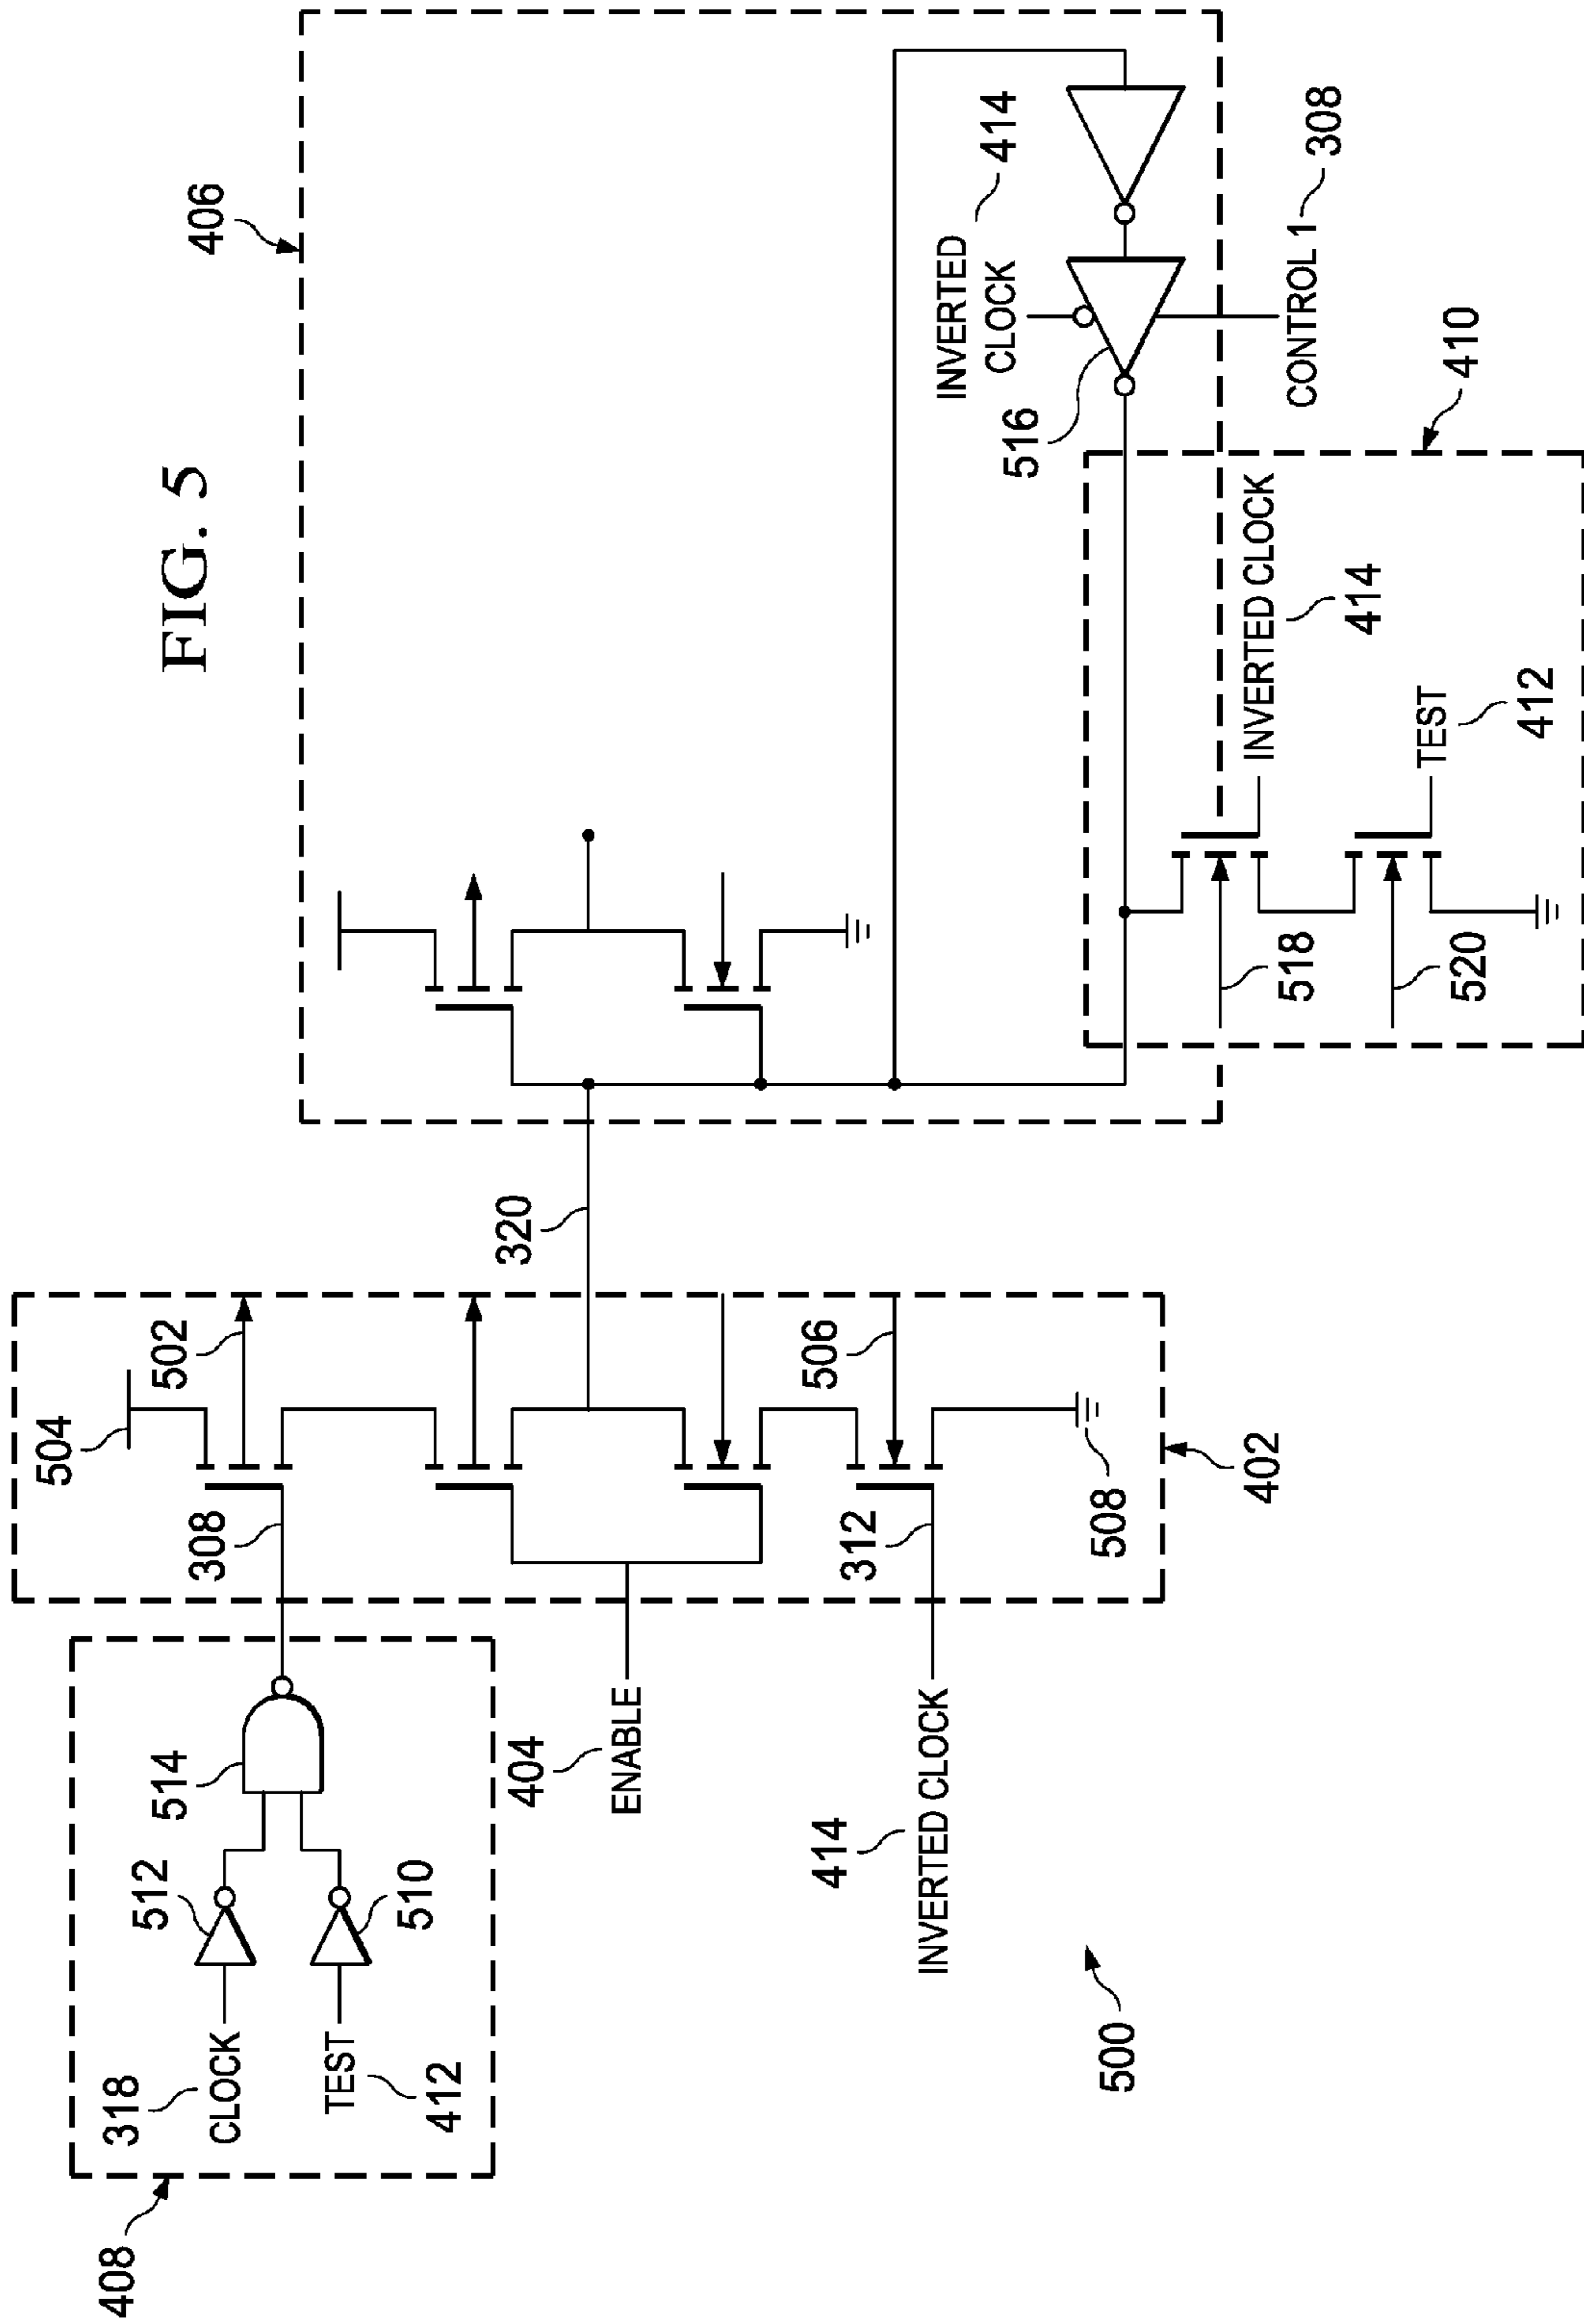 FIG. 5
408
318
CLOCK
TEST
412
512
510
514
308
504
502
404
ENABLE
414
INVERTED CLOCK
312
506
508
402
320
406
INVERTED
CLOCK
414
516
CONTROL 1
308
410
INVERTED CLOCK
414
518
TEST
412
520
500